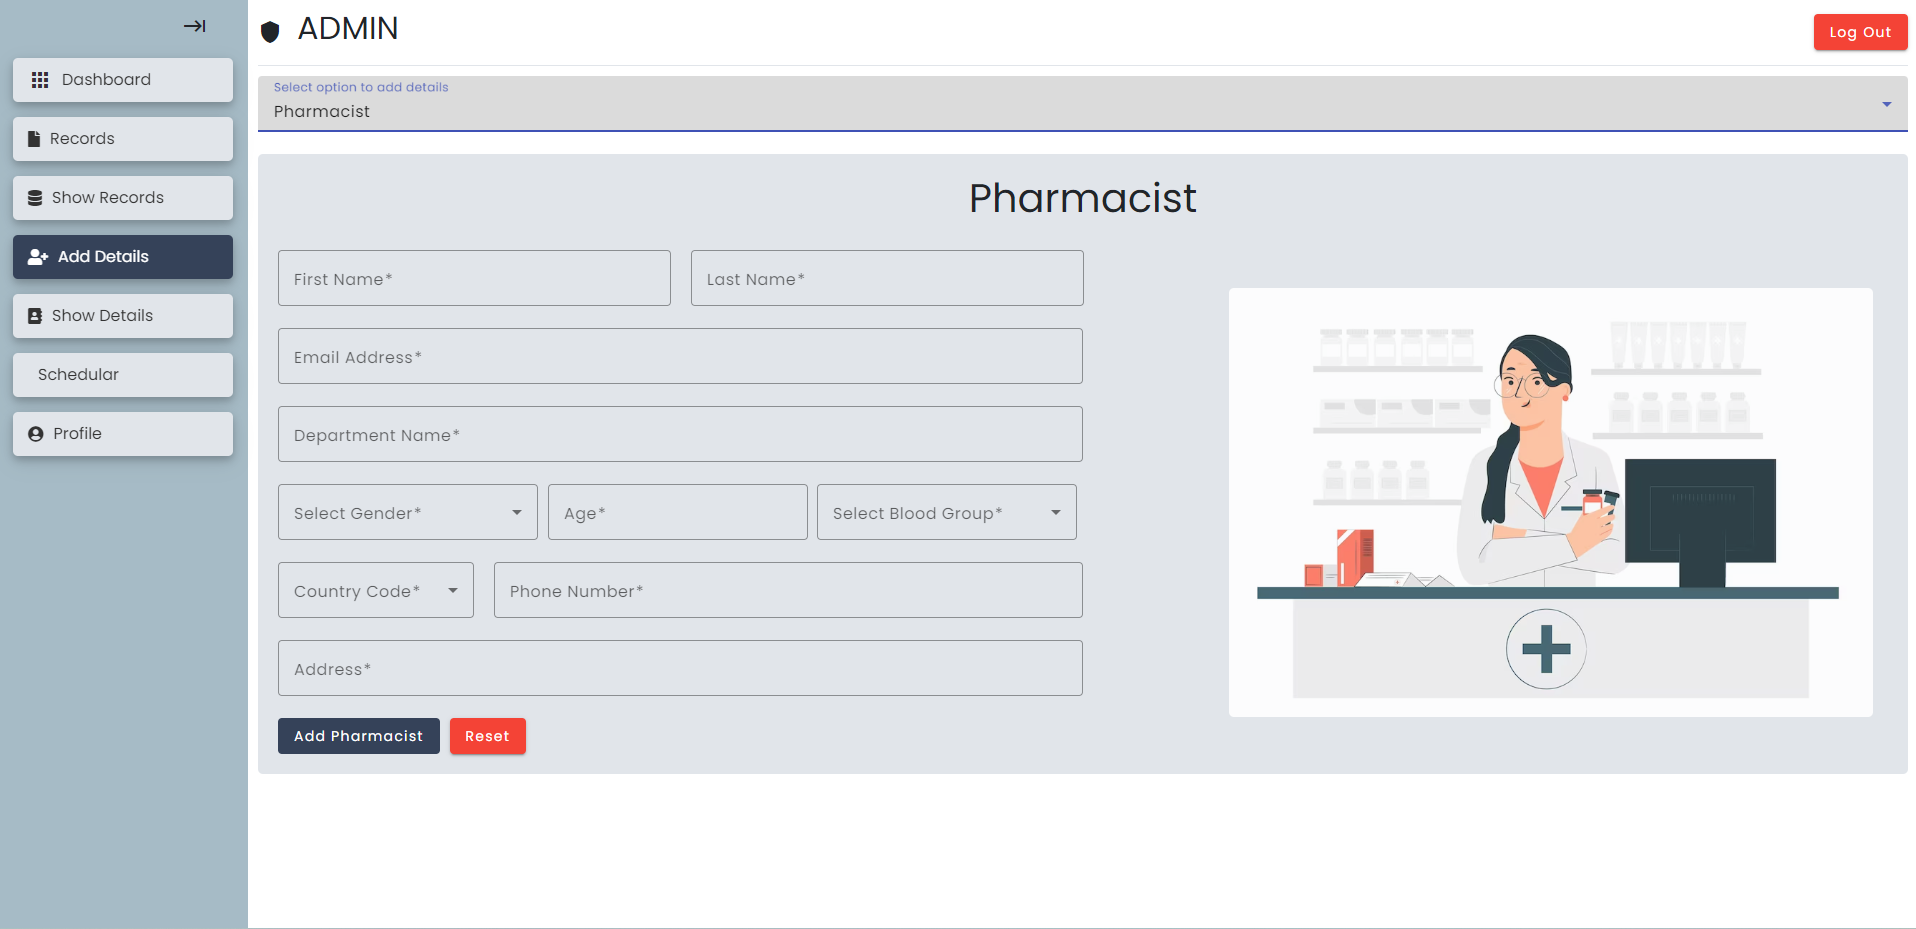 ADMIN
Log Out
Dashboard
Records
Show Records
Add Details
Show Details
Schedular
Profile
Select option to add details
Pharmacist
Pharmacist
First Name*
Last Name*
Email Address*
Department Name*
Select Gender*
Age*
Select Blood Group*
Country Code*
Phone Number*
Address*
Add Pharmacist
Reset